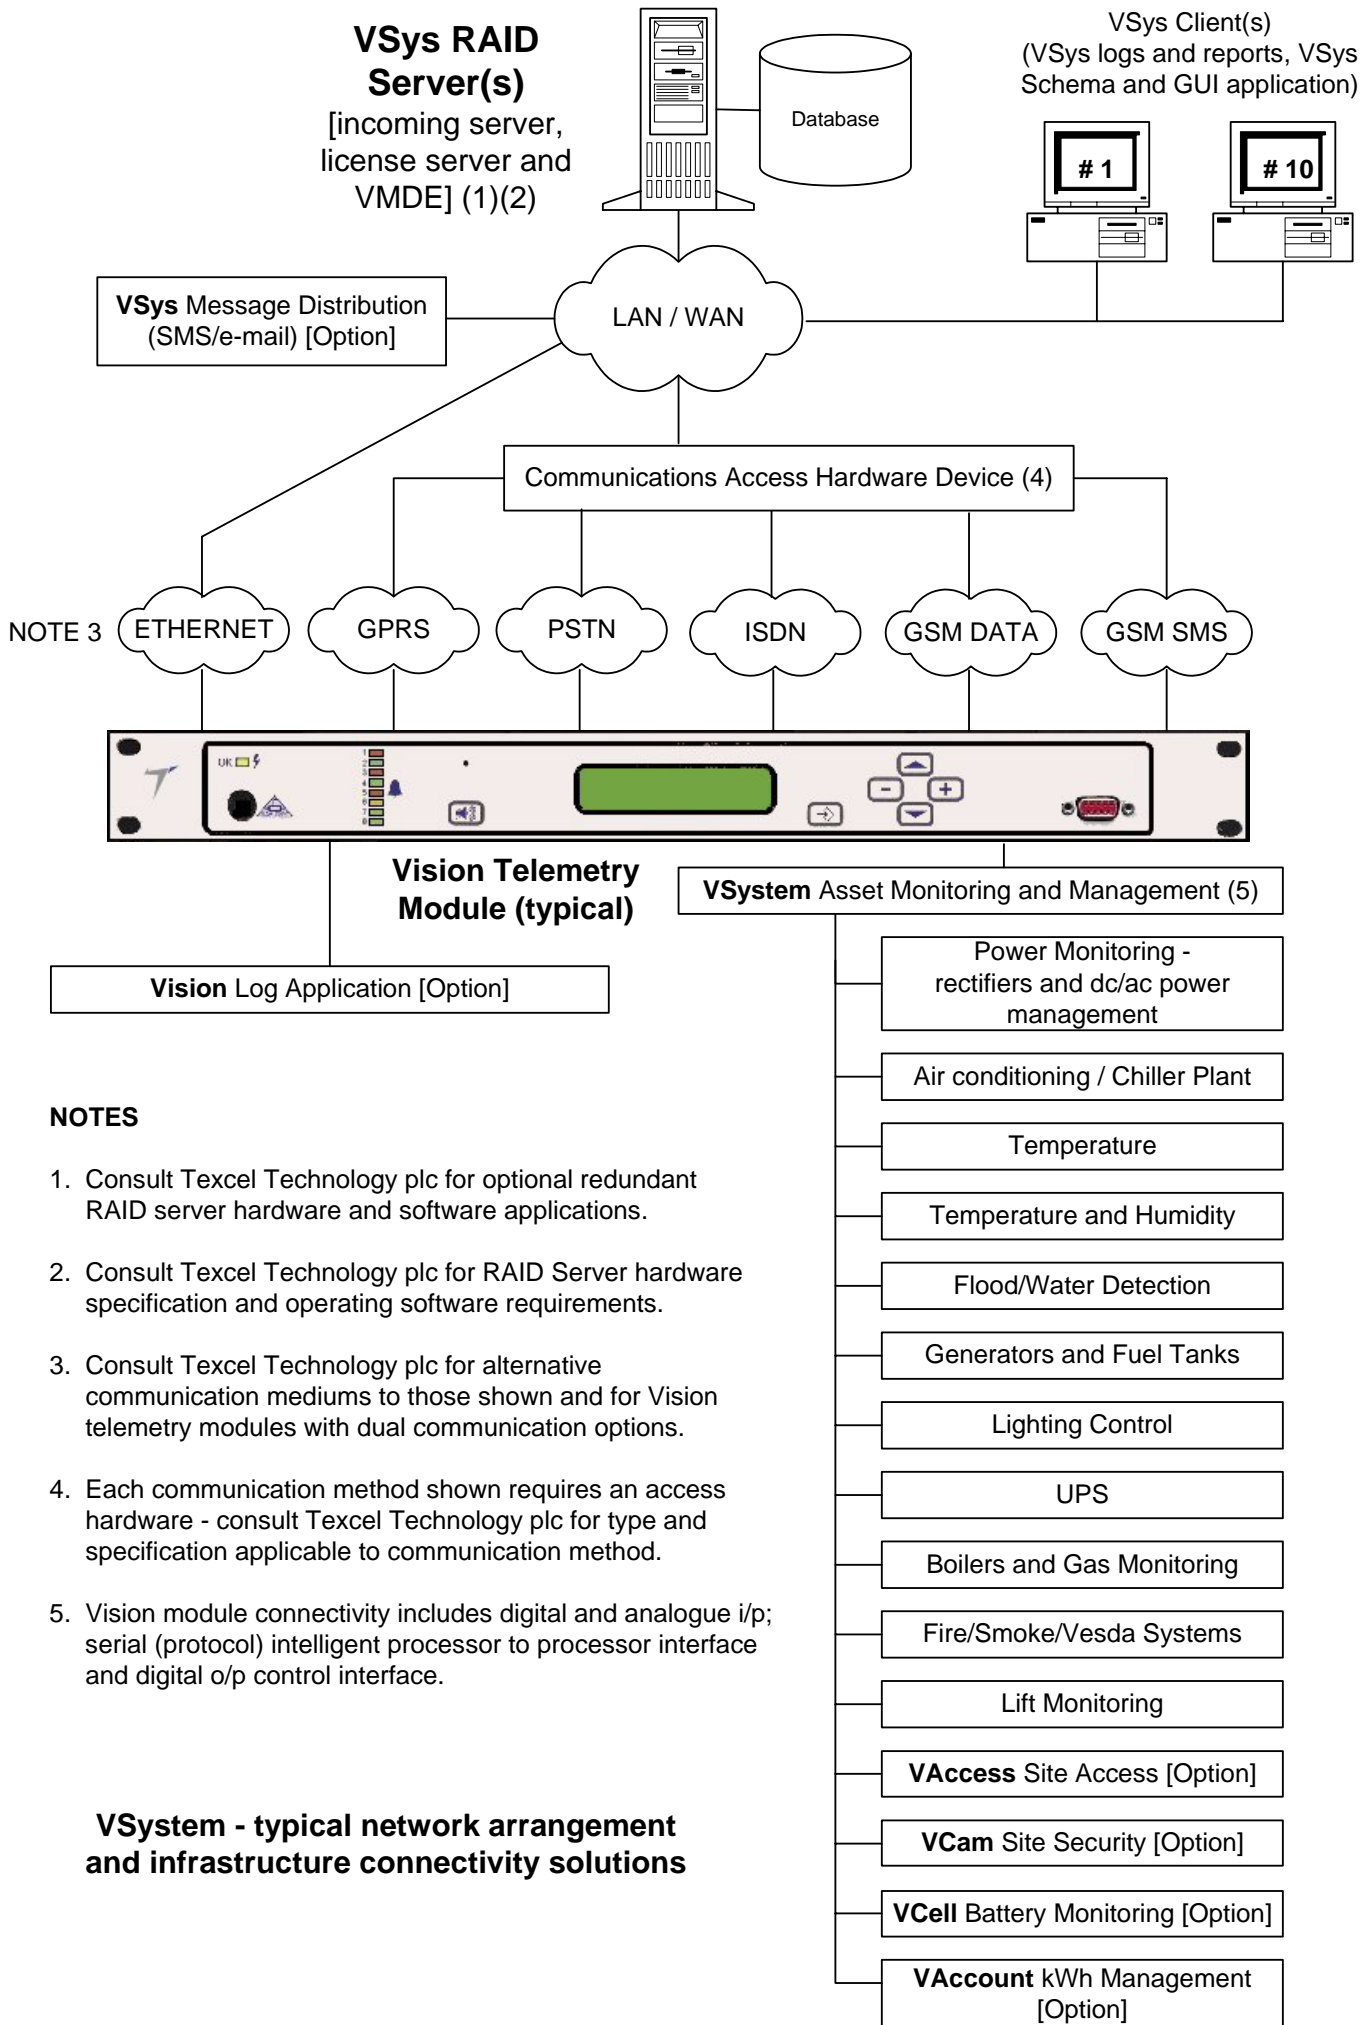 VSys RAID
Server(s)
[incoming server,
license server and
VMDE] (1)(2)
Database
VSys Client(s)
(VSys logs and reports, VSys
Schema and GUI application)
# 1
# 10
VSys Message Distribution
(SMS/e-mail) [Option]
LAN / WAN
Communications Access Hardware Device (4)
NOTE 3
ETHERNET
GPRS
PSTN
ISDN
GSM DATA
GSM SMS
UK
1
2
3
4
5
6
7
8
Vision Telemetry
Module (typical)
VSystem Asset Monitoring and Management (5)
Vision Log Application [Option]
Power Monitoring -
rectifiers and dc/ac power
management
Air conditioning / Chiller Plant
Temperature
Temperature and Humidity
Flood/Water Detection
Generators and Fuel Tanks
Lighting Control
UPS
Boilers and Gas Monitoring
Fire/Smoke/Vesda Systems
Lift Monitoring
VAccess Site Access [Option]
VCam Site Security [Option]
VCell Battery Monitoring [Option]
VAccount kWh Management
[Option]
NOTES
1. Consult Texcel Technology plc for optional redundant
RAID server hardware and software applications.
2. Consult Texcel Technology plc for RAID Server hardware
specification and operating software requirements.
3. Consult Texcel Technology plc for alternative
communication mediums to those shown and for Vision
telemetry modules with dual communication options.
4. Each communication method shown requires an access
hardware - consult Texcel Technology plc for type and
specification applicable to communication method.
5. Vision module connectivity includes digital and analogue i/p;
serial (protocol) intelligent processor to processor interface
and digital o/p control interface.
VSystem - typical network arrangement
and infrastructure connectivity solutions